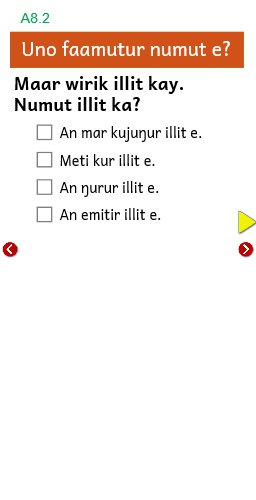 A8.2
Uno faamutur numut e?
Maar wirik illit kay.
Numut illit ka?
An mar kujuŋur illit e.
Meti kur illit e.
An ŋurur illit e.
An emitir illit e.